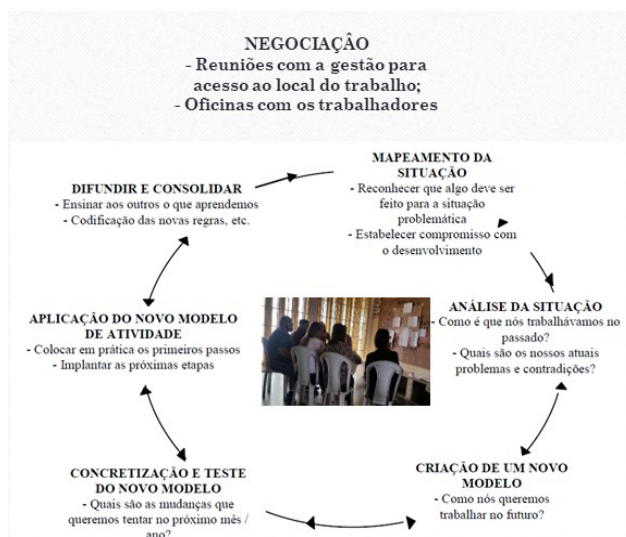 NEGOCIAÇÂO
- Reuniões com a gestão para
acesso ao local do trabalho;
- Oficinas com os trabalhadores
MAPEAMENTO DA
SITUAÇÃO
- Reconhecer que algo deve ser
feito para a situação
problemática
- Estabelecer compromisso com
o desenvolvimento
ANÁLISE DA SITUAÇÃO
- Como é que nós trabalhávamos no
passado?
- Quais são os nossos atuais
problemas e contradições?
CRIAÇÃO DE UM NOVO
MODELO
- Como nós queremos
trabalhar no futuro?
CONCRETIZAÇÃO E TESTE
DO NOVO MODELO
- Quais são as mudanças que
queremos tentar no próximo mês /
ano?
APLICAÇÃO DO NOVO MODELO
DE ATIVIDADE
- Colocar em prática os primeiros passos
- Implantar as próximas etapas
DIFUNDIR E CONSOLIDAR
- Ensinar aos outros o que aprendemos
- Codificação das novas regras, etc.